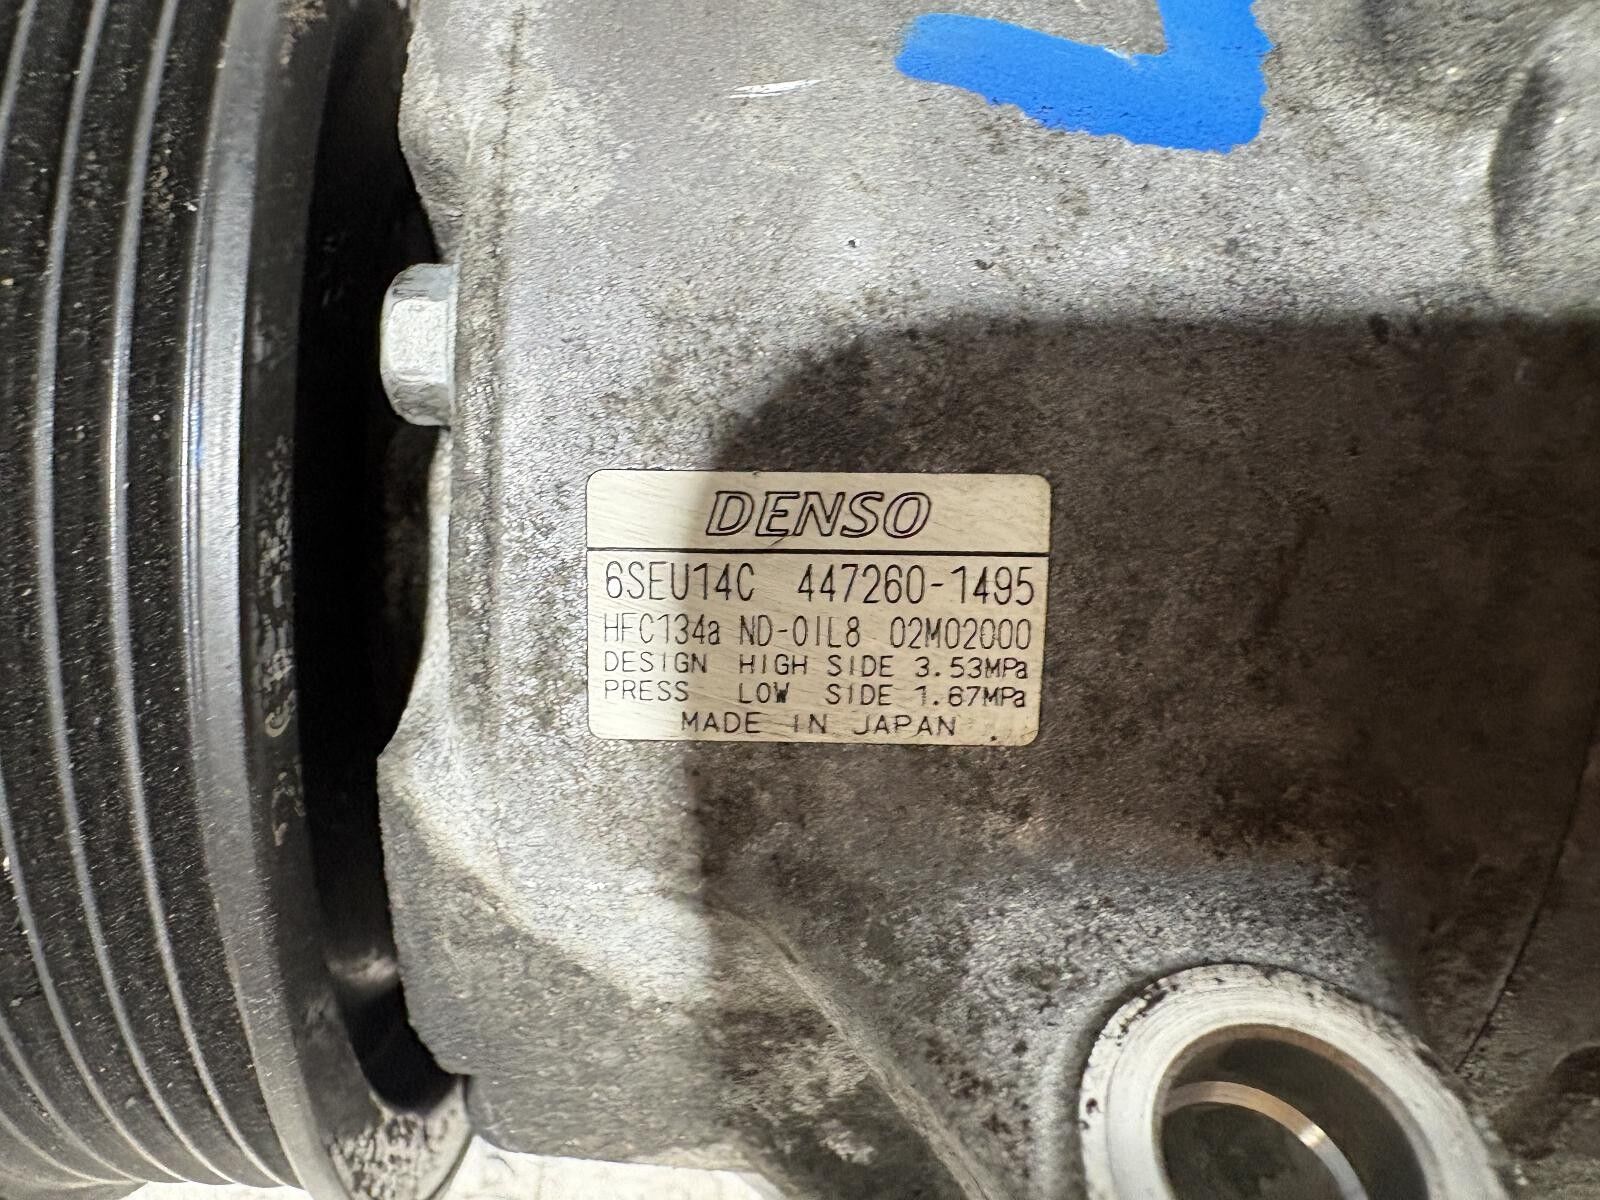 DENSO
6SEU14C 447260-1495
HFC134a ND-OIL8 02M02000
DESIGN HIGH SIDE 3.53MPa
PRESS LOW SIDE 1.67MPa
MADE IN JAPAN